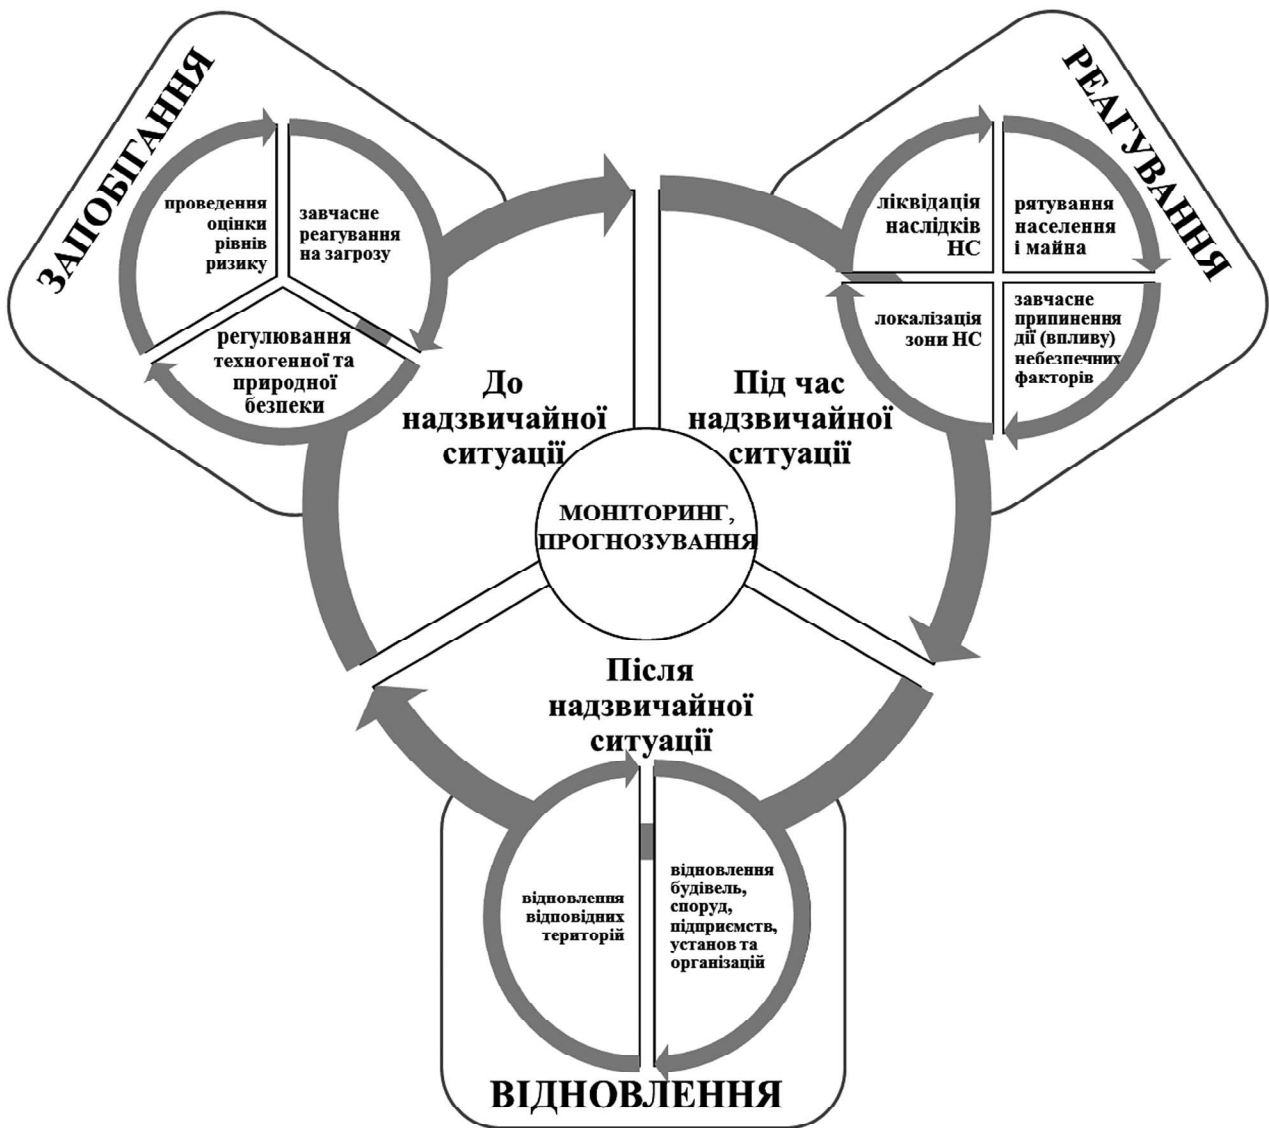 ЗАПОБІГАННЯ
проведення
оцінки
рівнів
ризику
завчасне
реагування
на загрозу
регулювання
техногенної та
природної
безпеки
РЕАГУВАННЯ
ліквідація
наслідків
НС
рятування
населення
і майна
локалізація
зони НС
завчасне
припинення
дії (впливу)
небезпечних
факторів
До
надзвичайної
ситуації
Під час
надзвичайної
ситуації
МОНІТОРИНГ,
ПРОГНОЗУВАННЯ
Після
надзвичайної
ситуації
відновлення
відповідних
територій
відновлення
будівель,
споруд,
підприємств,
установ та
організацій
ВІДНОВЛЕННЯ